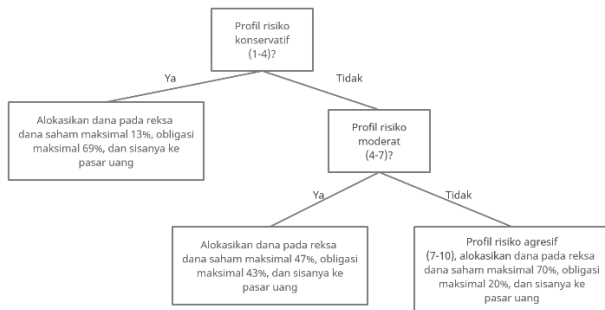 Profil risiko
konservatif
(1-4)?
Ya
Tidak
Alokasikan dana pada reksa
dana saham maksimal 13%, obligasi
maksimal 69%, dan sisanya ke
pasar uang
Profil risiko
moderat
(4-7)?
Ya
Tidak
Alokasikan dana pada reksa
dana saham maksimal 47%, obligasi
maksimal 43%, dan sisanya ke
pasar uang
Profil risiko agresif
(7-10), alokasikan dana pada reksa
dana saham maksimal 70%, obligasi
maksimal 20%, dan sisanya ke
pasar uang